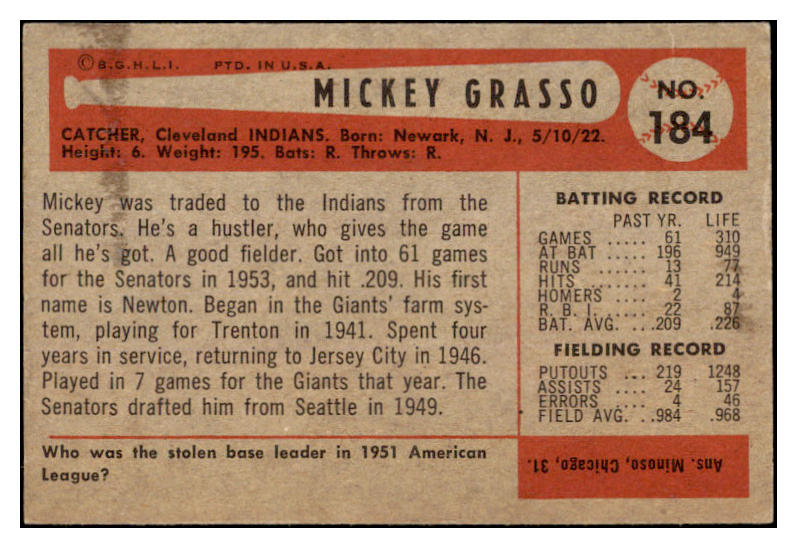 © B.G.H.L.I. PTD. IN U.S.A.
MICKEY GRASSO
NO.
184
CATCHER, Cleveland INDIANS. Born: Newark, N. J., 5/10/22.
Height: 6. Weight: 195. Bats: R. Throws: R.
Mickey was traded to the Indians from the
Senators. He's a hustler, who gives the game
all he's got. A good fielder. Got into 61 games
for the Senators in 1953, and hit .209. His first
name is Newton. Began in the Giants' farm sys-
tem, playing for Trenton in 1941. Spent four
years in service, returning to Jersey City in 1946.
Played in 7 games for the Giants that year. The
Senators drafted him from Seattle in 1949.
BATTING RECORD
PAST YR. LIFE
GAMES ..... 61 310
AT BAT ..... 196 949
RUNS .... 13 77
HITS ..... 41 214
HOMERS .... 2 4
R. B. I. .... 22 87
BAT. AVG. ...209 .226
FIELDING RECORD
PUTOUTS ... 219 1248
ASSISTS .... 24 157
ERRORS .... 4 46
FIELD AVG. ..984 .968
Who was the stolen base leader in 1951 American
League?
Ans. Minoso, Chicago, 31.